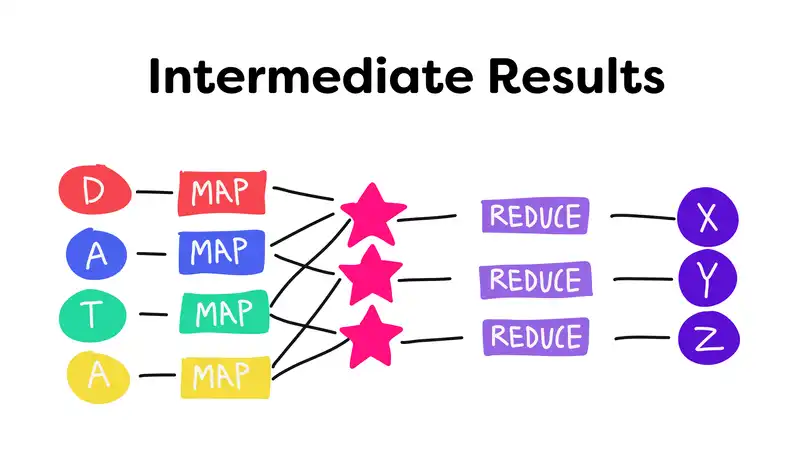 Intermediate Results
D MAP REDUCE X
A MAP REDUCE Y
T MAP REDUCE Z
A MAP